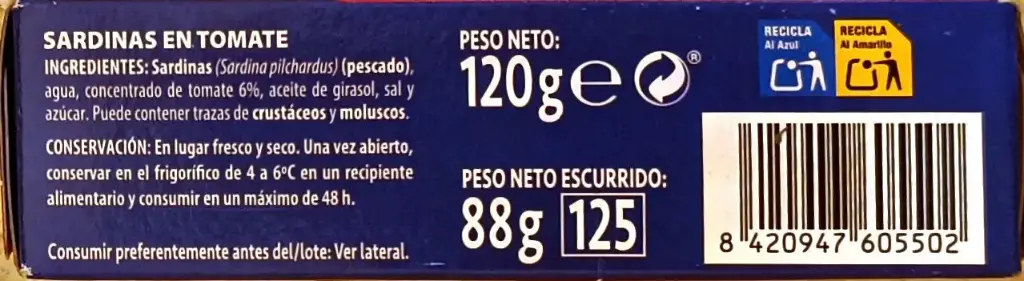 SARDINAS EN TOMATE
INGREDIENTES: Sardinas (Sardina pilchardus) (pescado),
agua, concentrado de tomate 6%, aceite de girasol, sal y
azúcar. Puede contener trazas de crustáceos y moluscos.
CONSERVACIÓN: En lugar fresco y seco. Una vez abierto,
conservar en el frigorífico de 4 a 6ºC en un recipiente
alimentario y consumir en un máximo de 48 h.
Consumir preferentemente antes del/lote: Ver lateral.
PESO NETO:
120g℮ ®
PESO NETO ESCURRIDO:
88g 125
RECICLA
Al Azul
RECICLA
Al Amarillo
8 420947 605502